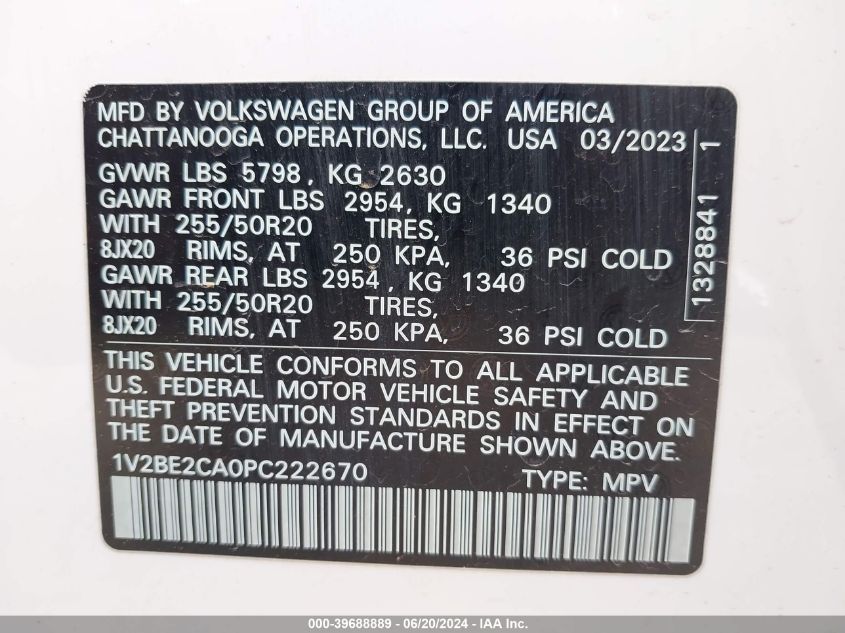 MFD BY VOLKSWAGEN GROUP OF AMERICA
CHATTANOOGA OPERATIONS, LLC. USA 03/2023
GVWR LBS 5798, KG 2630
GAWR FRONT LBS 2954, KG 1340
WITH 255/50R20 TIRES,
8JX20 RIMS, AT 250 KPA, 36 PSI COLD
GAWR REAR LBS 2954, KG 1340
WITH 255/50R20 TIRES,
8JX20 RIMS, AT 250 KPA, 36 PSI COLD
1328841 1
THIS VEHICLE CONFORMS TO ALL APPLICABLE
U.S. FEDERAL MOTOR VEHICLE SAFETY AND
THEFT PREVENTION STANDARDS IN EFFECT ON
THE DATE OF MANUFACTURE SHOWN ABOVE.
1V2BE2CA0PC222670 TYPE: MPV
000-39688889 - 06/20/2024 - IAA Inc.